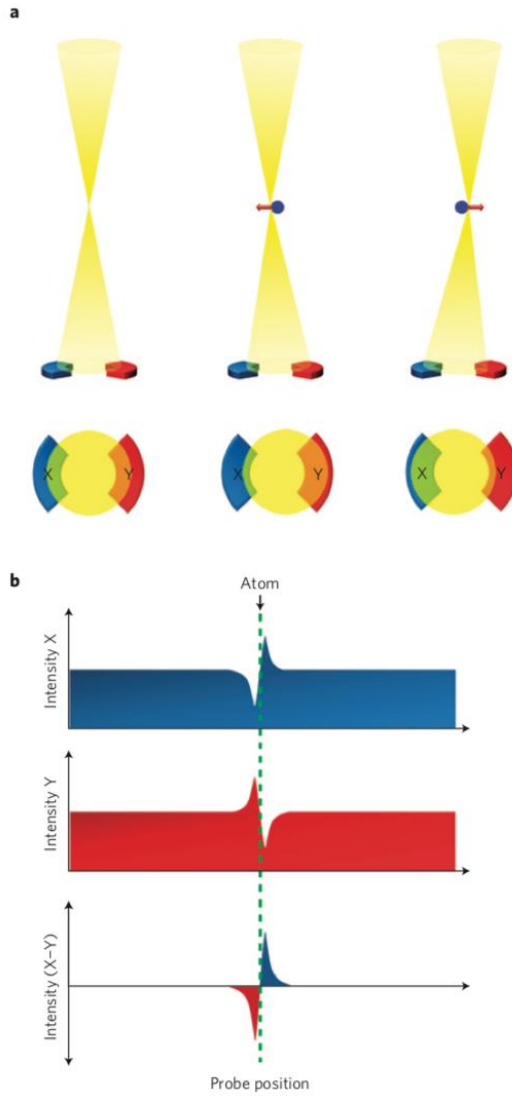 a
X Y X Y X Y
b
Atom
Intensity X
Intensity Y
Intensity (X–Y)
Probe position